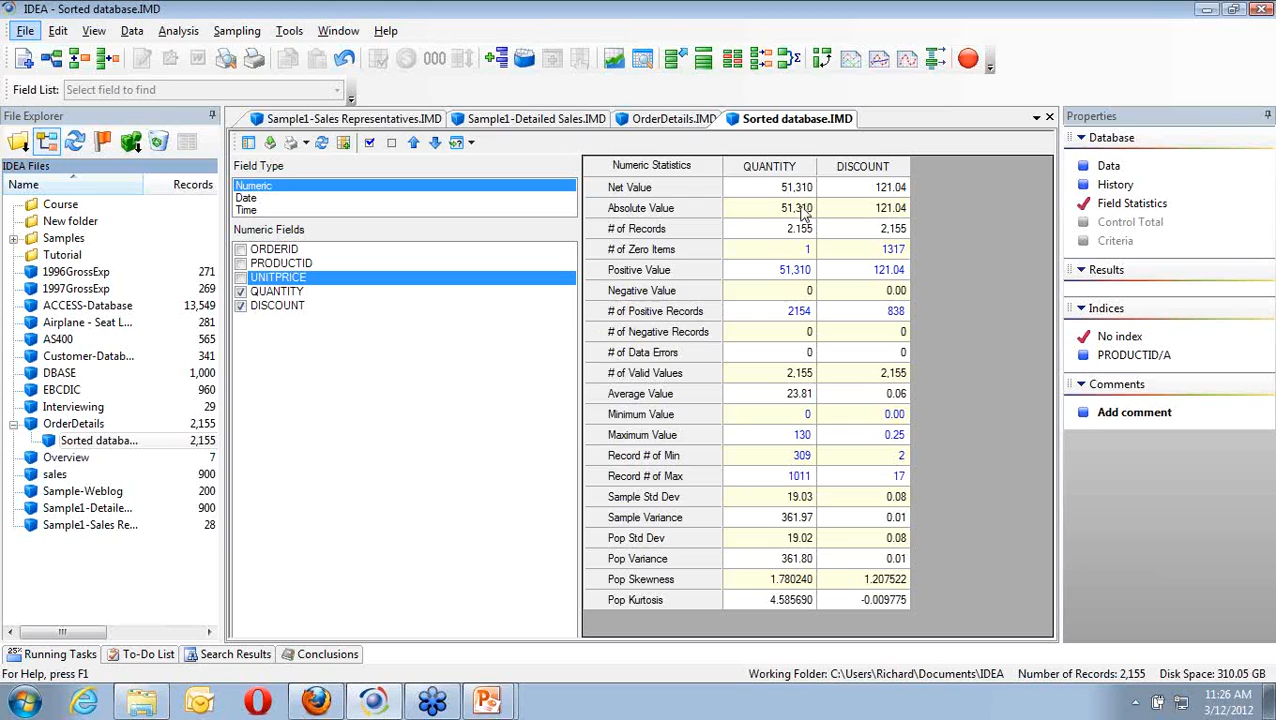 IDEA - Sorted database.IMD
File Edit View Data Analysis Sampling Tools Window Help
Field List: Select field to find
File Explorer
IDEA Files
Name Records
Course
New folder
Samples
Tutorial
1996GrossExp 271
1997GrossExp 269
ACCESS-Database 13,549
Airplane - Seat L... 281
AS400 565
Customer-Datab... 341
DBASE 1,000
EBCDIC 960
Interviewing 29
OrderDetails 2,155
Sorted databa... 2,155
Overview 7
sales 900
Sample-Weblog 200
Sample1-Detaile... 900
Sample1-Sales Re... 28
Sample1-Sales Representatives.IMD Sample1-Detailed Sales.IMD OrderDetails.IMD Sorted database.IMD
Field Type
Numeric
Date
Time
Numeric Fields
ORDERID
PRODUCTID
UNITPRICE
QUANTITY
DISCOUNT
Numeric Statistics QUANTITY DISCOUNT
Net Value 51,310 121.04
Absolute Value 51,310 121.04
# of Records 2,155 2,155
# of Zero Items 1 1317
Positive Value 51,310 121.04
Negative Value 0 0.00
# of Positive Records 2154 838
# of Negative Records 0 0
# of Data Errors 0 0
# of Valid Values 2,155 2,155
Average Value 23.81 0.06
Minimum Value 0 0.00
Maximum Value 130 0.25
Record # of Min 309 2
Record # of Max 1011 17
Sample Std Dev 19.03 0.08
Sample Variance 361.97 0.01
Pop Std Dev 19.02 0.08
Pop Variance 361.80 0.01
Pop Skewness 1.780240 1.207522
Pop Kurtosis 4.585690 -0.009775
Properties
Database
Data
History
Field Statistics
Control Total
Criteria
Results
Indices
No index
PRODUCTID/A
Comments
Add comment
Running Tasks To-Do List Search Results Conclusions
For Help, press F1
Working Folder: C:\Users\Richard\Documents\IDEA Number of Records: 2,155 Disk Space: 310.05 GB
11:26 AM
3/12/2012